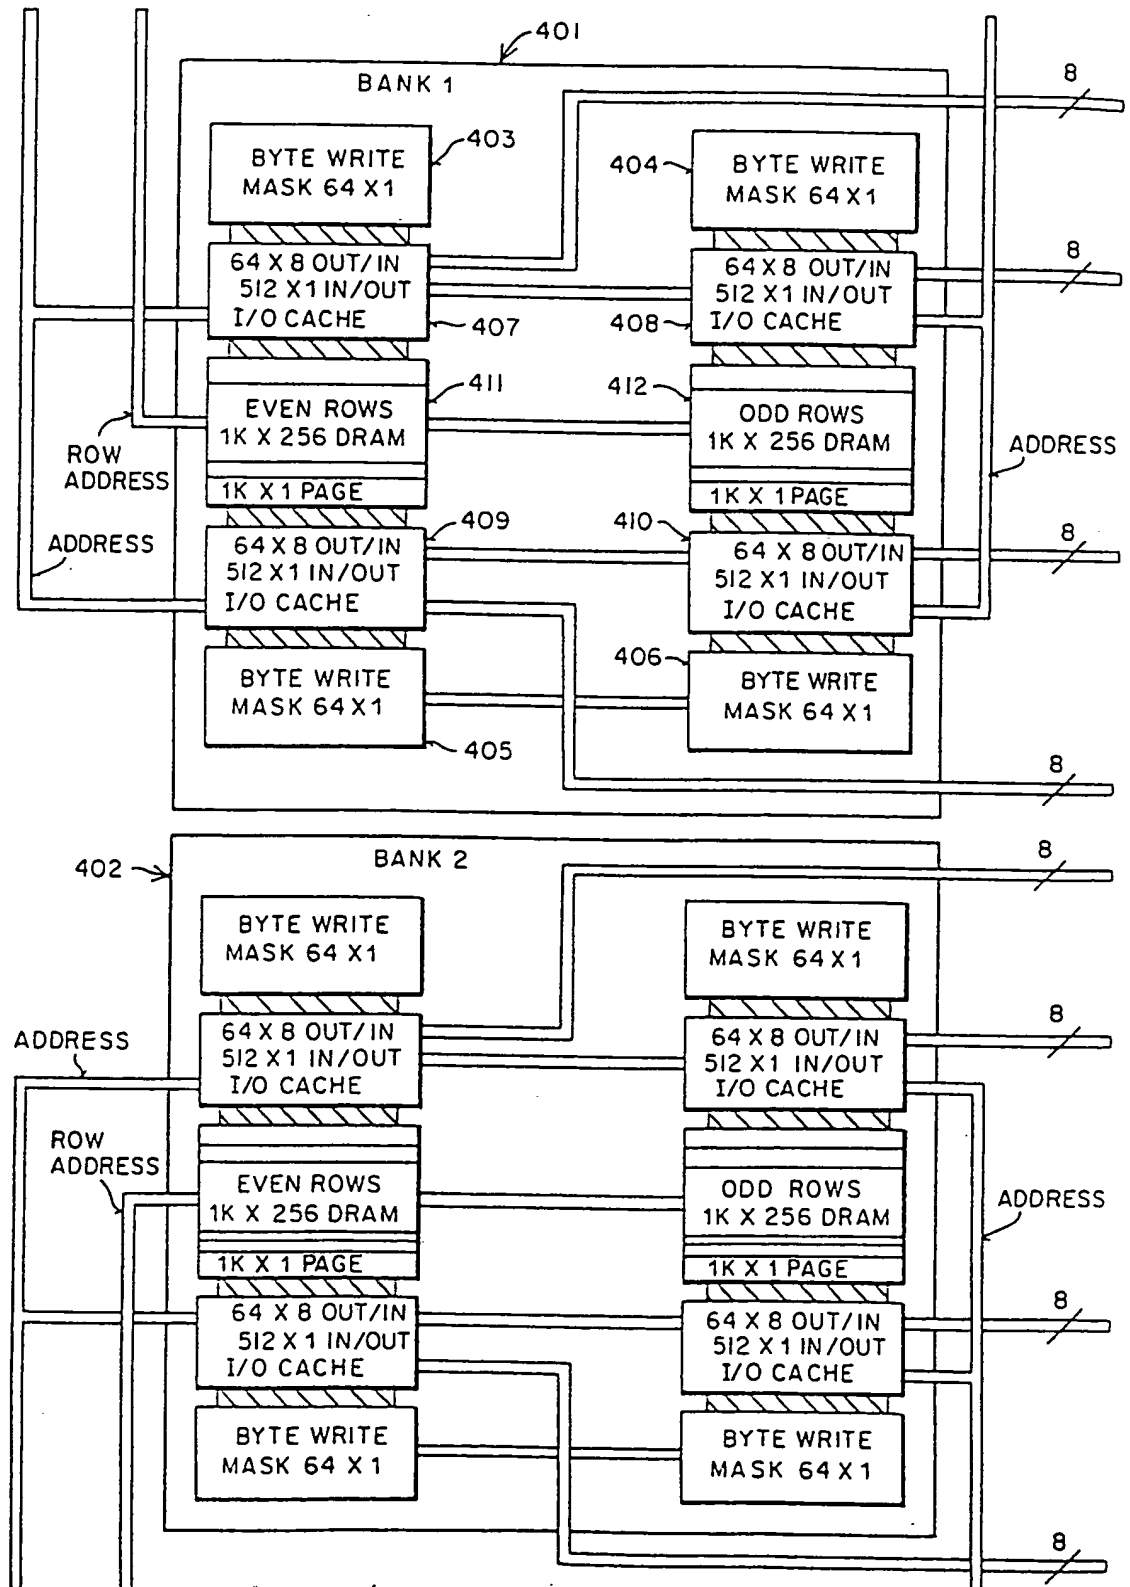 401
BANK 1
8
BYTE WRITE
MASK 64 X 1
403
404
BYTE WRITE
MASK 64 X 1
64 X 8 OUT/IN
512 X 1 IN/OUT
I/O CACHE
407
8
64 X 8 OUT/IN
512 X 1 IN/OUT
I/O CACHE
408
411
EVEN ROWS
1K X 256 DRAM
1K X 1 PAGE
412
ODD ROWS
1K X 256 DRAM
1K X 1 PAGE
ROW
ADDRESS
ADDRESS
ADDRESS
409
64 X 8 OUT/IN
512 X 1 IN/OUT
I/O CACHE
410
64 X 8 OUT/IN
512 X 1 IN/OUT
I/O CACHE
8
BYTE WRITE
MASK 64 X 1
405
406
BYTE WRITE
MASK 64 X 1
8
402
BANK 2
8
BYTE WRITE
MASK 64 X 1
BYTE WRITE
MASK 64 X 1
ADDRESS
64 X 8 OUT/IN
512 X 1 IN/OUT
I/O CACHE
64 X 8 OUT/IN
512 X 1 IN/OUT
I/O CACHE
8
ROW
ADDRESS
EVEN ROWS
1K X 256 DRAM
1K X 1 PAGE
ODD ROWS
1K X 256 DRAM
1K X 1 PAGE
ADDRESS
64 X 8 OUT/IN
512 X 1 IN/OUT
I/O CACHE
64 X 8 OUT/IN
512 X 1 IN/OUT
I/O CACHE
8
BYTE WRITE
MASK 64 X 1
BYTE WRITE
MASK 64 X 1
8